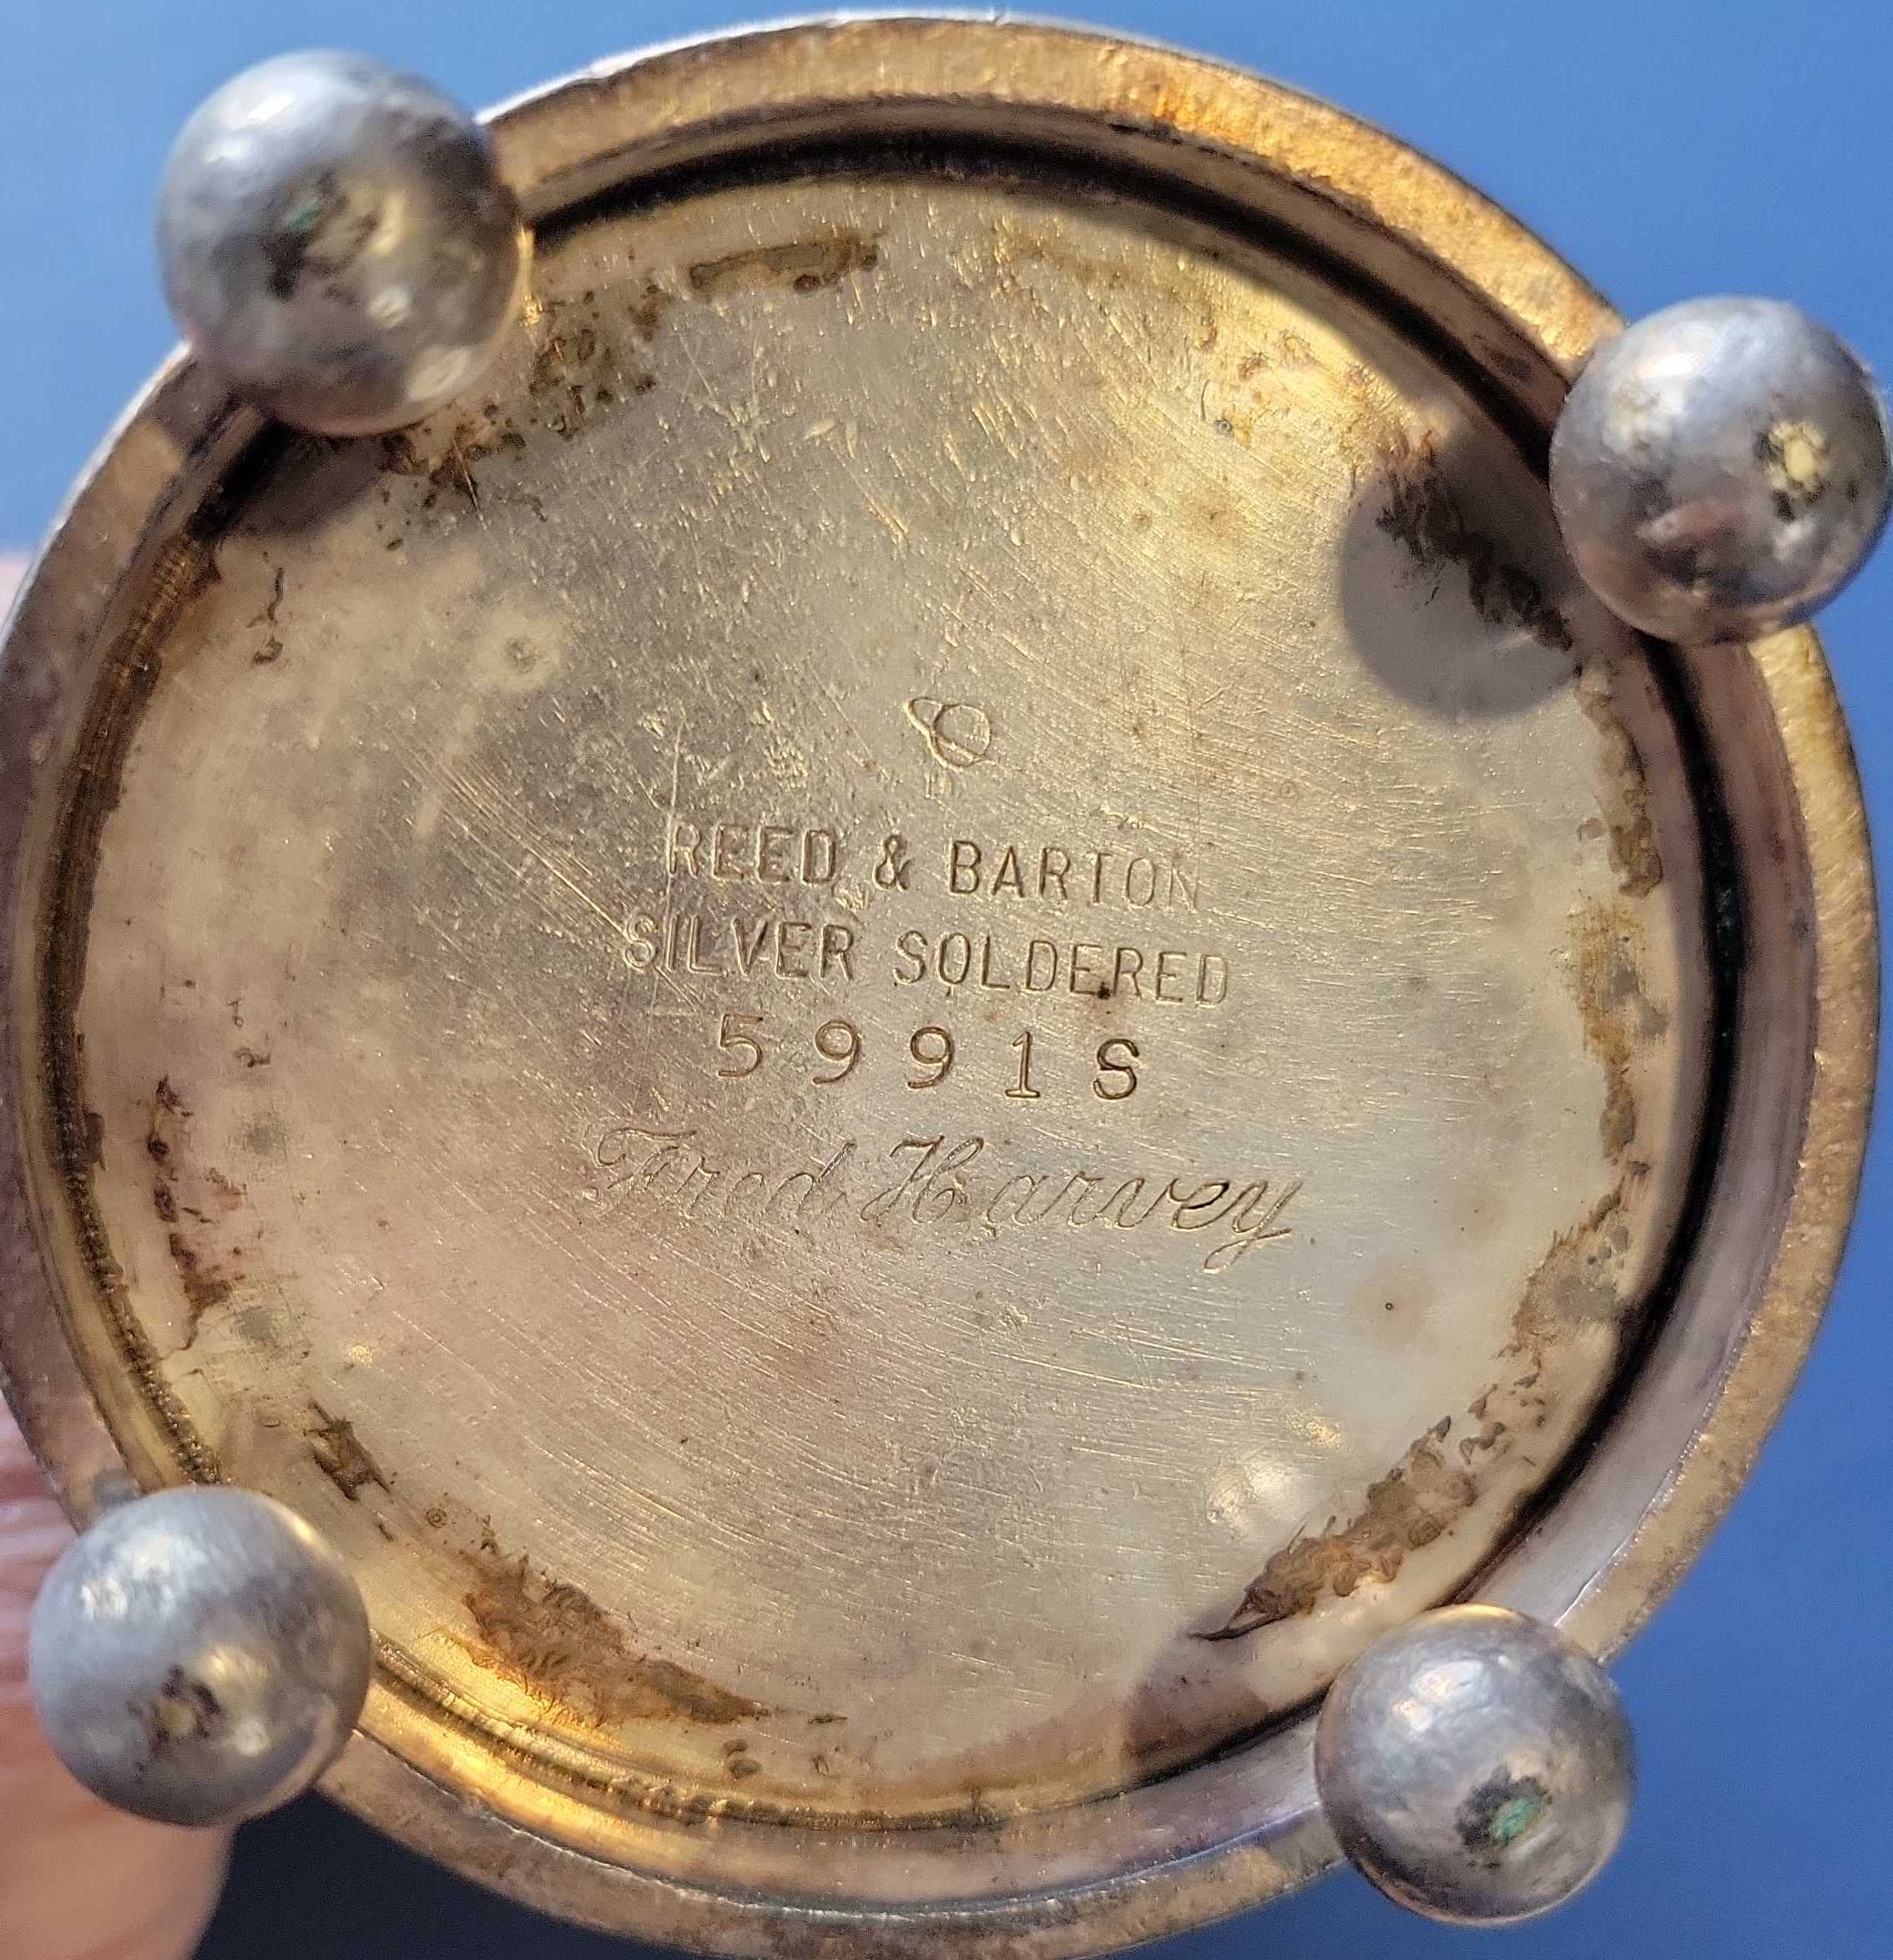 REED & BARTON
SILVER SOLDERED
5991S
Fred Harvey